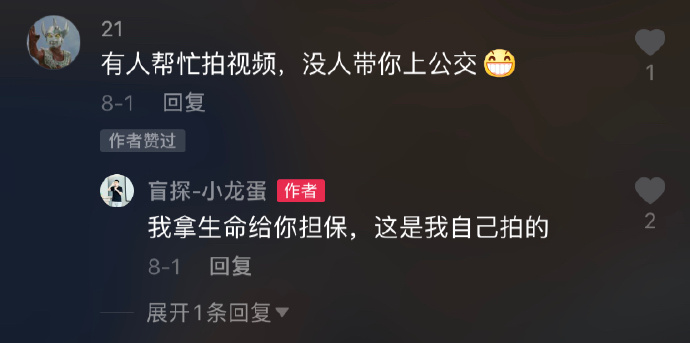 21
有人帮忙拍视频，没人带你上公交😁
8-1 回复
1
作者赞过
盲探-小龙蛋 作者
我拿生命给你担保，这是我自己拍的
8-1 回复
2
展开1条回复